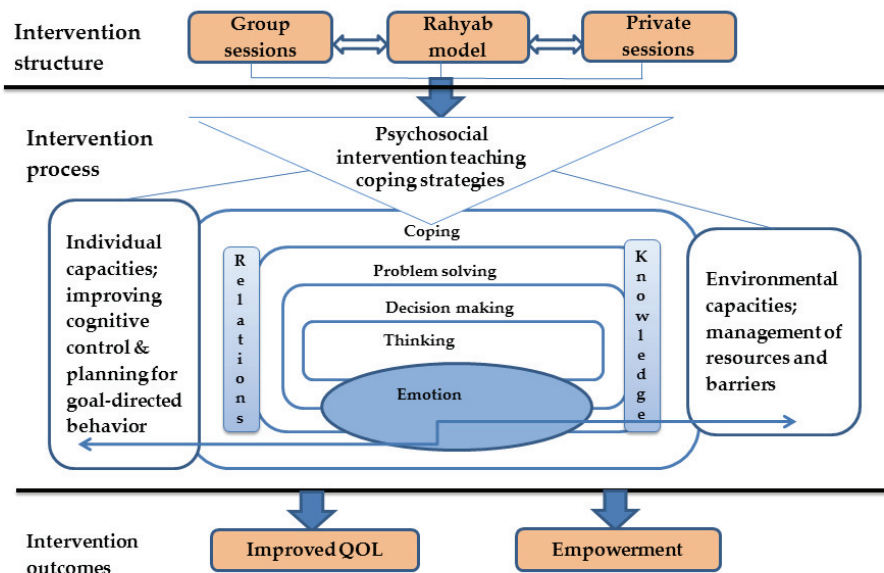 Intervention
structure
Group
sessions
Rahyab
model
Private
sessions
Intervention
process
Psychosocial
intervention teaching
coping strategies
Individual
capacities;
improving
cognitive
control &
planning for
goal-directed
behavior
Relations
Coping
Problem solving
Decision making
Thinking
Emotion
Knowledge
Environmental
capacities;
management of
resources and
barriers
Intervention
outcomes
Improved QOL
Empowerment